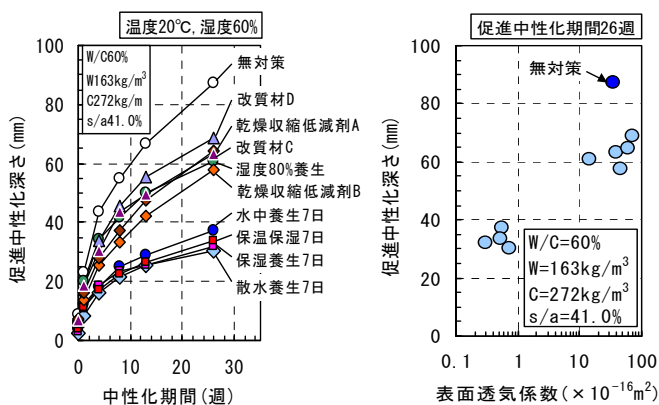 温度20℃, 湿度60%
促進中性化深さ(mm)
100
80
60
40
20
0
W/C60%
W163kg/m³
C272kg/m
s/a41.0%
無対策
改質材D
乾燥収縮低減剤A
改質材C
湿度80%養生
乾燥収縮低減剤B
水中養生7日
保温保湿7日
保湿養生7日
散水養生7日
0 10 20 30
中性化期間(週)
促進中性化期間26週
促進中性化深さ(mm)
100
80
60
40
20
0
無対策
W/C=60%
W=163kg/m³
C=272kg/m³
s/a=41.0%
0.1 1 10 100
表面透気係数(×10⁻¹⁶m²)